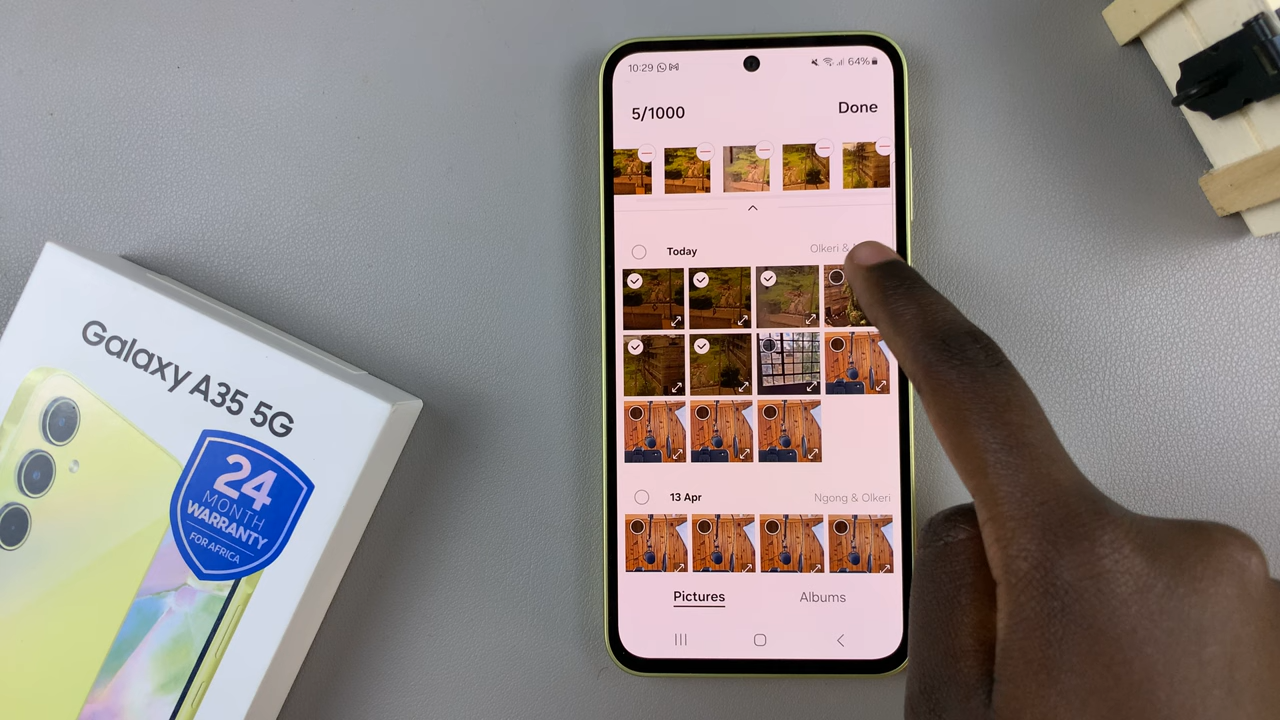 10:29
64%
5/1000
Done
Today
Olkeri &
13 Apr
Ngong & Olkeri
Pictures
Albums
Galaxy A35 5G
24
MONTH
WARRANTY
FOR AFRICA